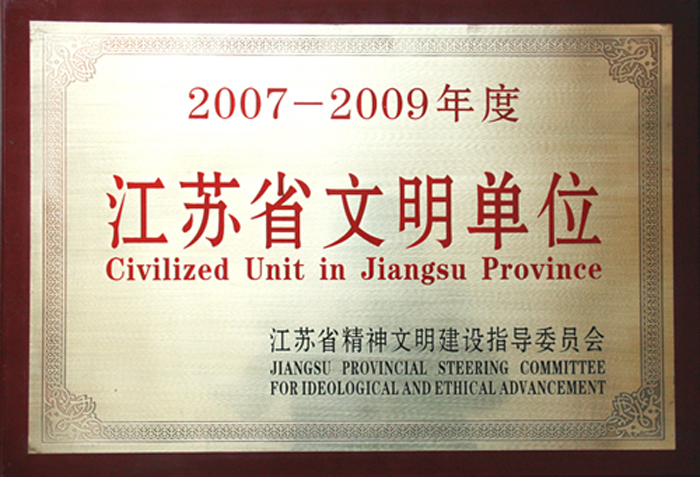 2007－2009年度
江苏省文明单位
Civilized Unit in Jiangsu Province
江苏省精神文明建设指导委员会
JIANGSU PROVINCIAL STEERING COMMITTEE
FOR IDEOLOGICAL AND ETHICAL ADVANCEMENT